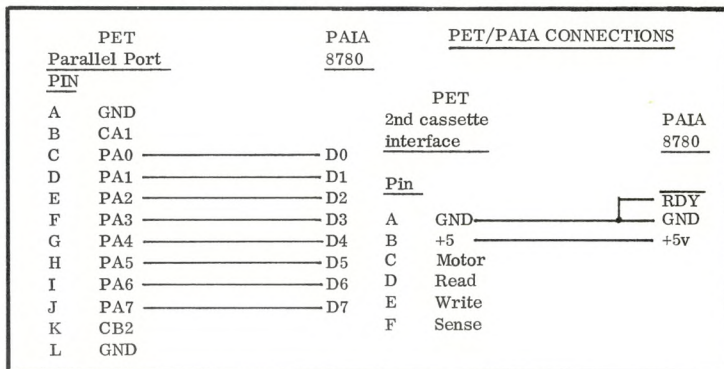 PET PAIA
Parallel Port 8780
PIN
A GND
B CA1
C PA0 D0
D PA1 D1
E PA2 D2
F PA3 D3
G PA4 D4
H PA5 D5
I PA6 D6
J PA7 D7
K CB2
L GND
PET/PAIA CONNECTIONS
PET
2nd cassette PAIA
interface 8780
Pin
RDY
A GND GND
B +5 +5v
C Motor
D Read
E Write
F Sense